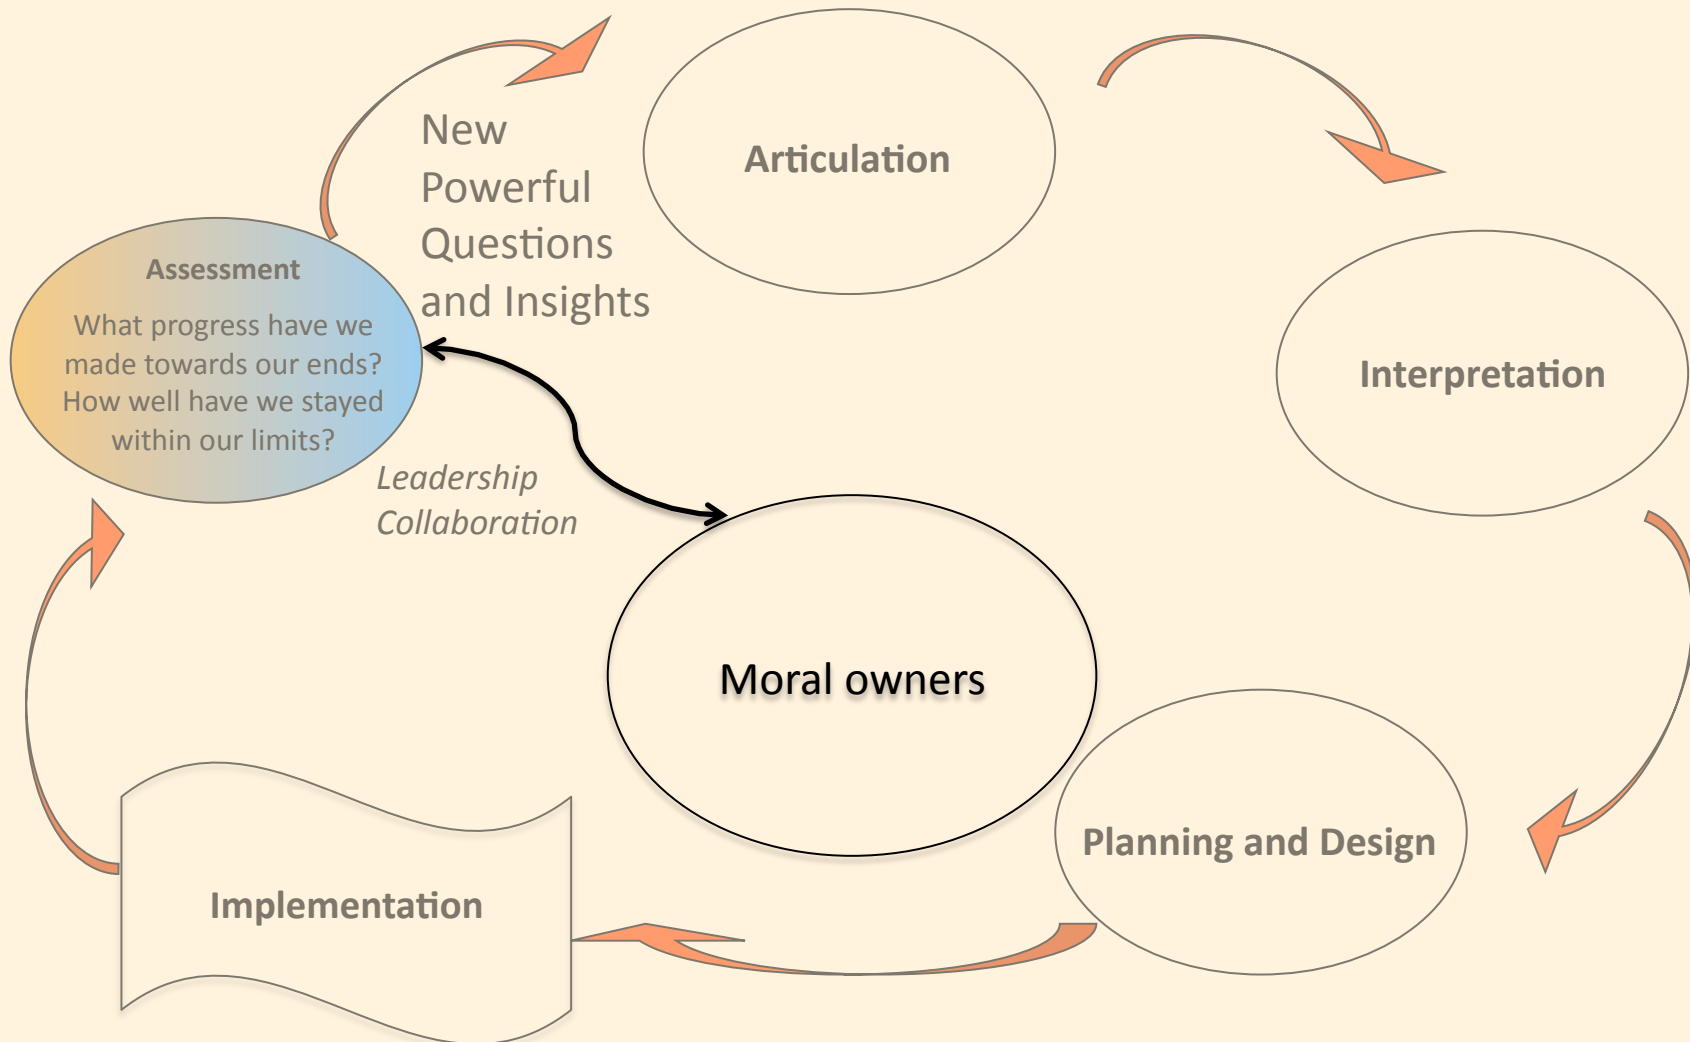 New
Powerful
Questions
and Insights
Articulation
Assessment
What progress have we
made towards our ends?
How well have we stayed
within our limits?
Interpretation
Leadership
Collaboration
Moral owners
Planning and Design
Implementation